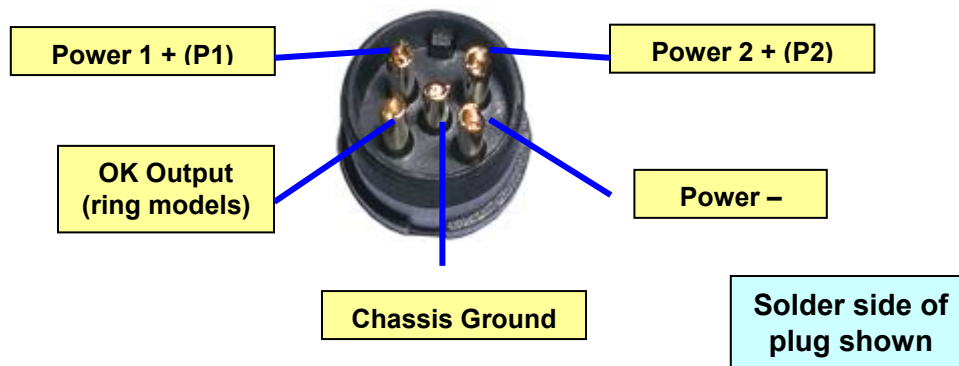 Power 1 + (P1)
Power 2 + (P2)
OK Output
(ring models)
Power –
Chassis Ground
Solder side of
plug shown